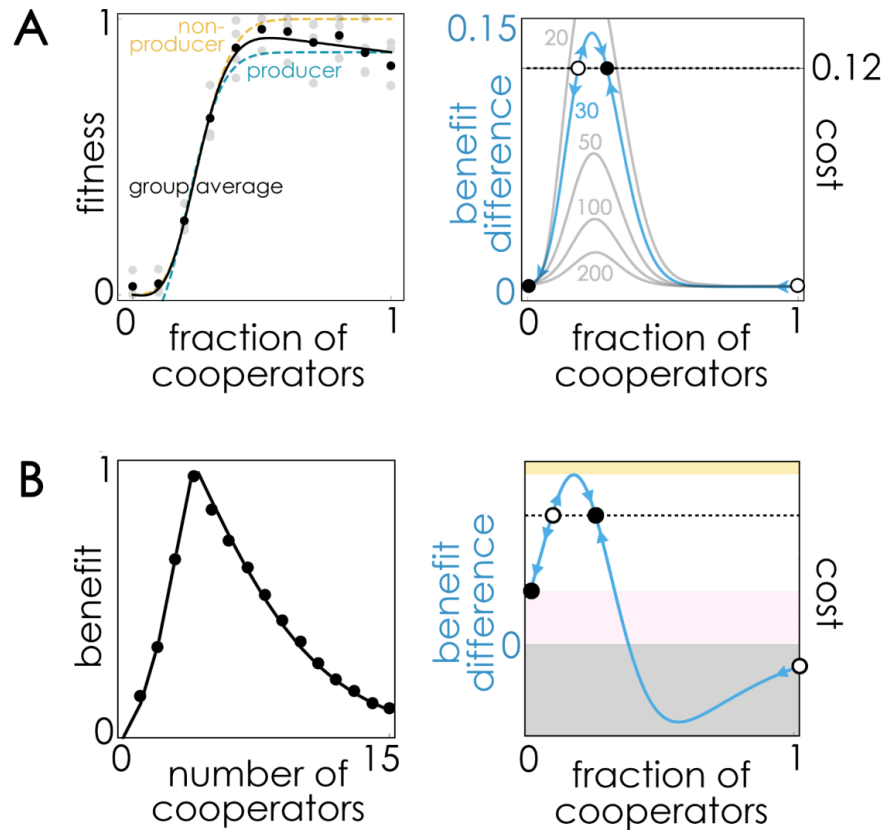 A
1
non-
producer
producer
group average
fitness
0
0
1
fraction of
cooperators
0.15
20
30
50
100
200
0.12
benefit
difference
cost
0
0
1
fraction of
cooperators
B
1
benefit
0
0
15
number of
cooperators
benefit
difference
0
cost
0
1
fraction of
cooperators